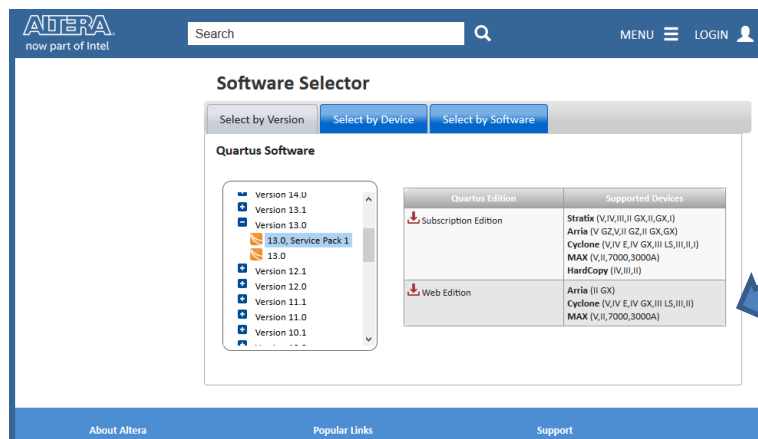 ALTERA
now part of Intel
Search
MENU
LOGIN
Software Selector
Select by Version
Select by Device
Select by Software
Quartus Software
Version 14.0
Version 13.1
Version 13.0
13.0, Service Pack 1
13.0
Version 12.1
Version 12.0
Version 11.1
Version 11.0
Version 10.1
Quartus Edition
Supported Devices
Subscription Edition
Stratix (V,IV,III,II GX,II,GX,I)
Arria (V GZ,V,II GZ,II GX,GX)
Cyclone (V,IV E,IV GX,III LS,III,II,I)
MAX (V,II,7000,3000A)
HardCopy (IV,III,II)
Web Edition
Arria (II GX)
Cyclone (V,IV E,IV GX,III LS,III,II)
MAX (V,II,7000,3000A)
About Altera
Popular Links
Support